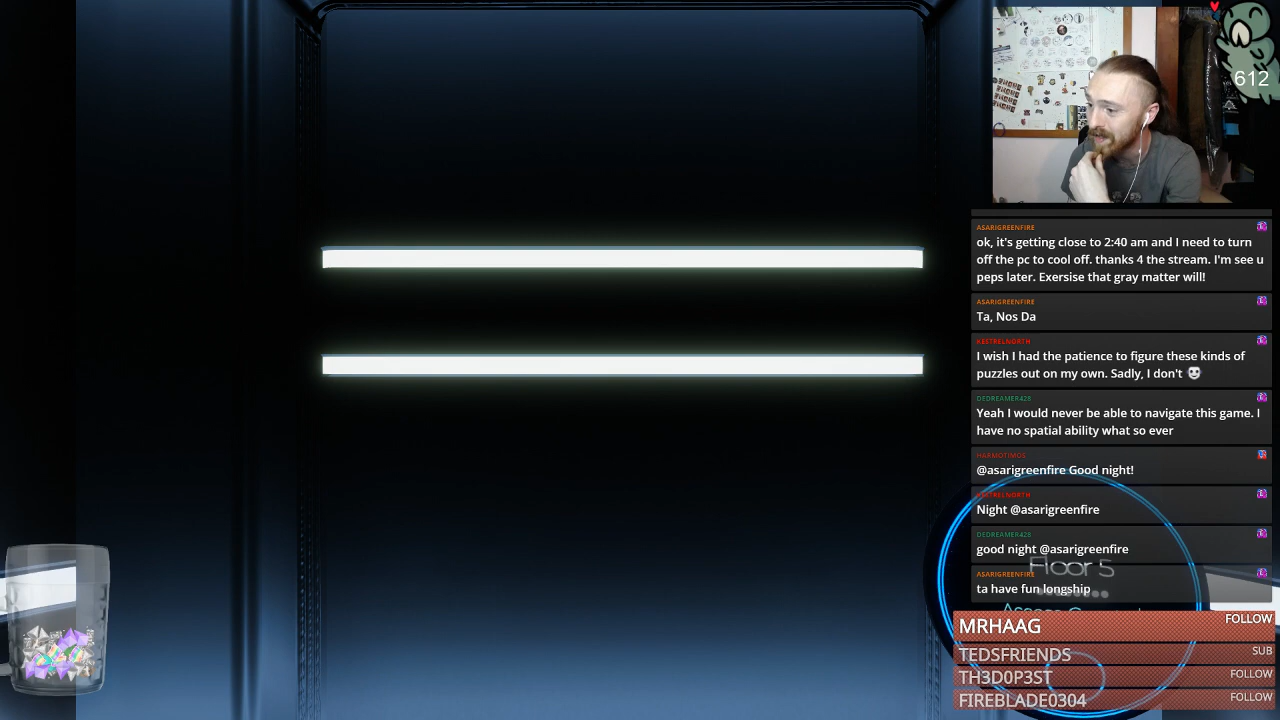 612
ASARIGREENFIRE
ok, it's getting close to 2:40 am and I need to turn
off the pc to cool off. thanks 4 the stream. I'm see u
peps later. Exersise that gray matter will!
ASARIGREENFIRE
Ta, Nos Da
KESTRELNORTH
I wish I had the patience to figure these kinds of
puzzles out on my own. Sadly, I don't
DEDREAMER428
Yeah I would never be able to navigate this game. I
have no spatial ability what so ever
HARMOTIMOS
@asarigreenfire Good night!
KESTRELNORTH
Night @asarigreenfire
DEDREAMER428
good night @asarigreenfire
Floor 5
ASARIGREENFIRE
ta have fun longship
MRHAAG FOLLOW
TEDSFRIENDS SUB
TH3D0P3ST FOLLOW
FIREBLADE0304 FOLLOW